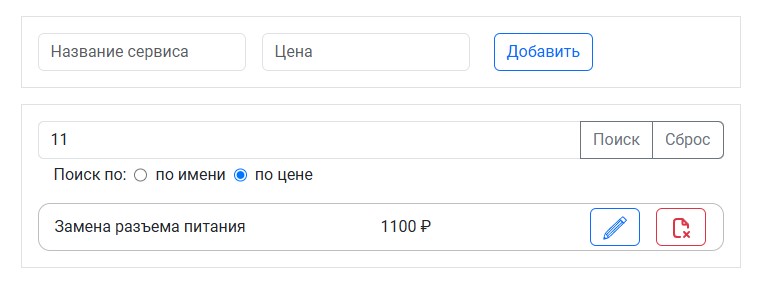 Название сервиса Цена Добавить
11 Поиск Сброс
Поиск по: по имени по цене
Замена разъема питания 1100 ₽